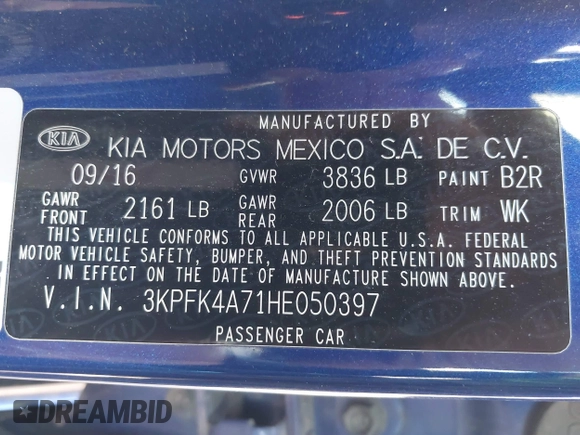 MANUFACTURED BY
KIA KIA MOTORS MEXICO S.A. DE C.V.
09/16 GVWR 3836 LB PAINT B2R
GAWR FRONT 2161 LB GAWR REAR 2006 LB TRIM WK
THIS VEHICLE CONFORMS TO ALL APPLICABLE U.S.A. FEDERAL
MOTOR VEHICLE SAFETY, BUMPER, AND THEFT PREVENTION STANDARDS
IN EFFECT ON THE DATE OF MANUFACTURE SHOWN ABOVE.
V.I.N. 3KPFK4A71HE050397
PASSENGER CAR
DREAMBID